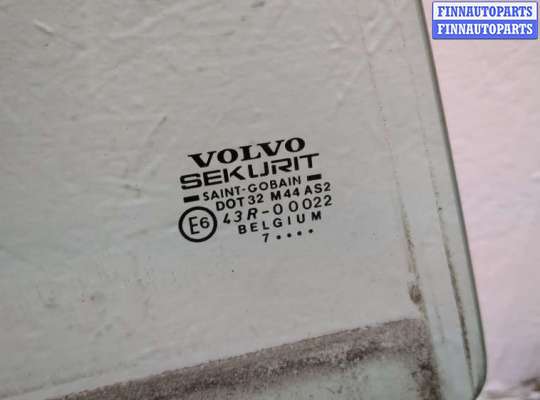 FINNAUTOPARTS
FINNAUTOPARTS
VOLVO
SEKURIT
SAINT-GOBAIN
DOT32 M44 AS2
E6 43R-00022
BELGIUM
7 ••••